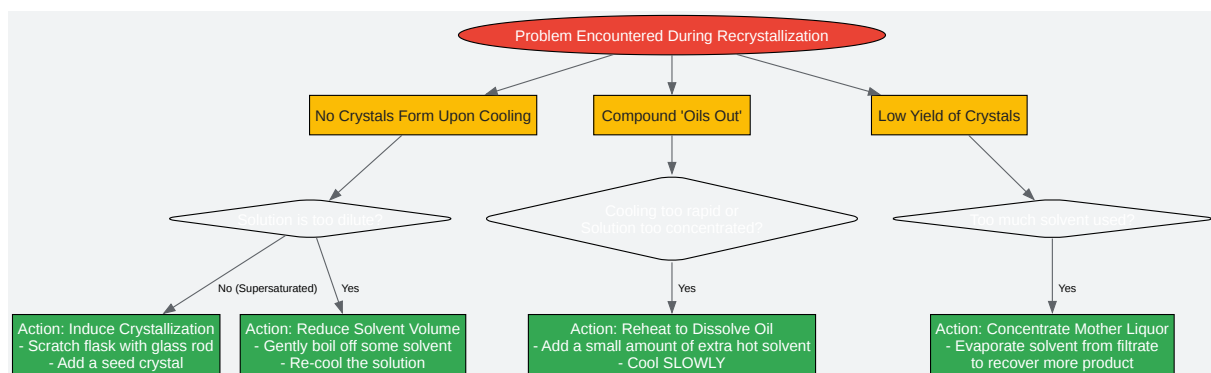 Problem Encountered During Recrystallization
No Crystals Form Upon Cooling
Compound 'Oils Out'
Low Yield of Crystals
Solution is too dilute?
Cooling too rapid or
Solution too concentrated?
Too much solvent used?
No (Supersaturated)
Yes
Yes
Yes
Action: Induce Crystallization
- Scratch flask with glass rod
- Add a seed crystal
Action: Reduce Solvent Volume
- Gently boil off some solvent
- Re-cool the solution
Action: Reheat to Dissolve Oil
- Add a small amount of extra hot solvent
- Cool SLOWLY
Action: Concentrate Mother Liquor
- Evaporate solvent from filtrate
to recover more product